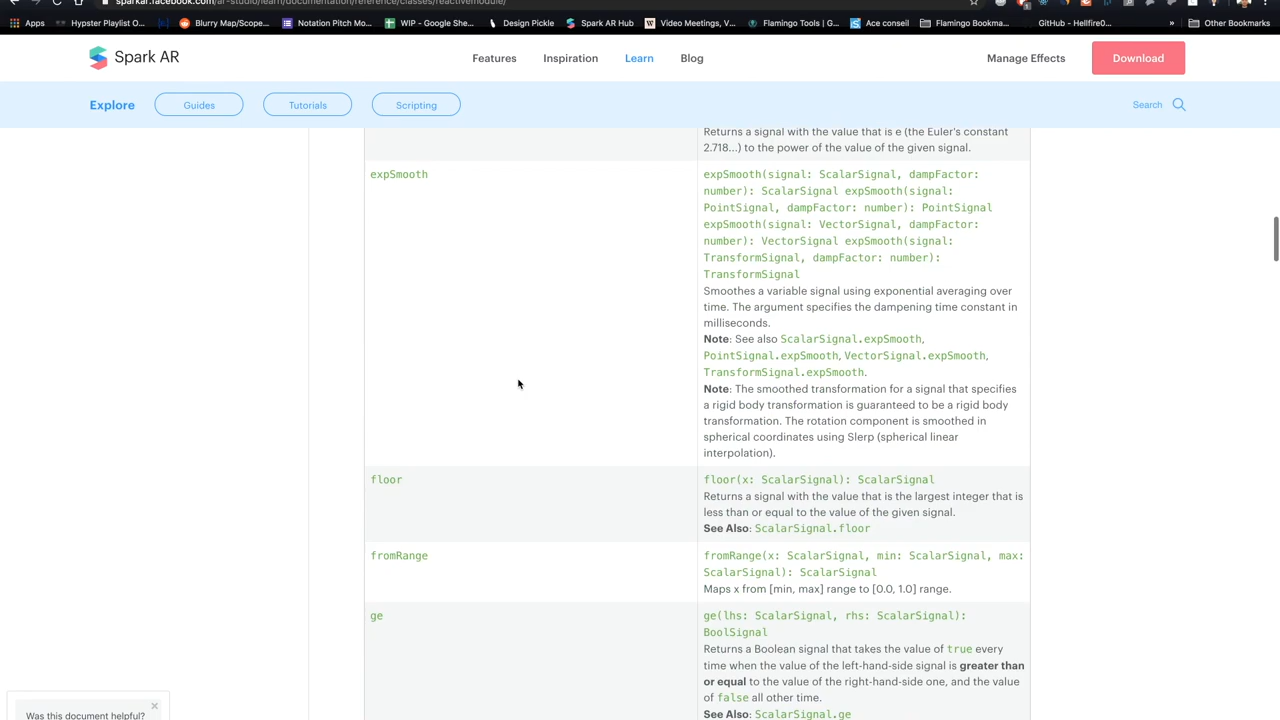 sparkar.facebook.com/ar-studio/learn/documentation/reference/classes/reactivemodule/
Apps
Hypster Playlist O...
Blurry Map/Scope...
Notation Pitch Mo...
WIP - Google She...
Design Pickle
Spark AR Hub
Video Meetings, V...
Flamingo Tools | G...
Ace conseil
Flamingo Bookma...
GitHub - Hellfire0...
»
Other Bookmarks
Spark AR
Features
Inspiration
Learn
Blog
Manage Effects
Download
Explore
Guides
Tutorials
Scripting
Search
Returns a signal with the value that is e (the Euler's constant
2.718...) to the power of the value of the given signal.
expSmooth
expSmooth(signal: ScalarSignal, dampFactor:
number): ScalarSignal expSmooth(signal:
PointSignal, dampFactor: number): PointSignal
expSmooth(signal: VectorSignal, dampFactor:
number): VectorSignal expSmooth(signal:
TransformSignal, dampFactor: number):
TransformSignal
Smoothes a variable signal using exponential averaging over
time. The argument specifies the dampening time constant in
milliseconds.
Note: See also ScalarSignal.expSmooth,
PointSignal.expSmooth, VectorSignal.expSmooth,
TransformSignal.expSmooth.
Note: The smoothed transformation for a signal that specifies
a rigid body transformation is guaranteed to be a rigid body
transformation. The rotation component is smoothed in
spherical coordinates using Slerp (spherical linear
interpolation).
floor
floor(x: ScalarSignal): ScalarSignal
Returns a signal with the value that is the largest integer that is
less than or equal to the value of the given signal.
See Also: ScalarSignal.floor
fromRange
fromRange(x: ScalarSignal, min: ScalarSignal, max:
ScalarSignal): ScalarSignal
Maps x from [min, max] range to [0.0, 1.0] range.
ge
ge(lhs: ScalarSignal, rhs: ScalarSignal):
BoolSignal
Returns a Boolean signal that takes the value of true every
time when the value of the left-hand-side signal is greater than
or equal to the value of the right-hand-side one, and the value
of false all other time.
See Also: ScalarSignal.ge
Was this document helpful?